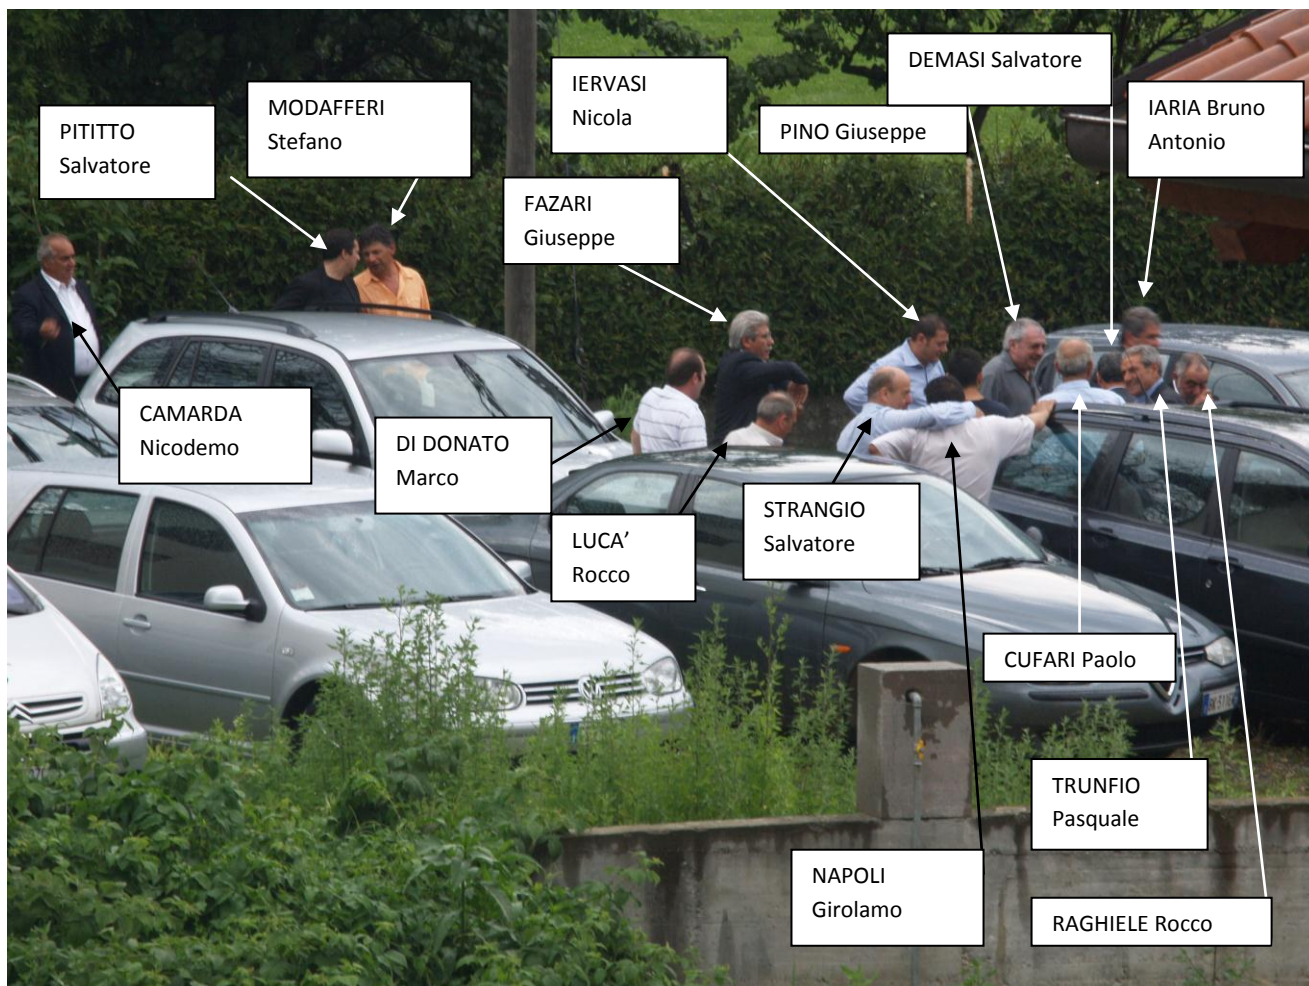 DEMASI Salvatore
IERVASI
Nicola
MODAFFERI
Stefano
IARIA Bruno
Antonio
PITITTO
Salvatore
PINO Giuseppe
FAZARI
Giuseppe
CAMARDA
Nicodemo
DI DONATO
Marco
STRANGIO
Salvatore
LUCA’
Rocco
CUFARI Paolo
TRUNFIO
Pasquale
NAPOLI
Girolamo
RAGHIELE Rocco